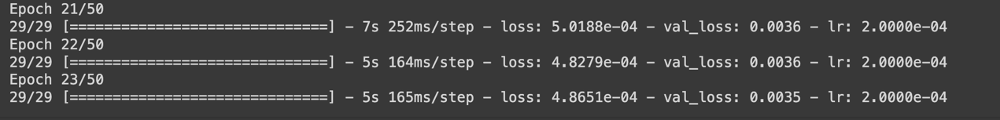 Epoch 21/50
29/29 [==============================] - 7s 252ms/step - loss: 5.0188e-04 - val_loss: 0.0036 - lr: 2.0000e-04
Epoch 22/50
29/29 [==============================] - 5s 164ms/step - loss: 4.8279e-04 - val_loss: 0.0036 - lr: 2.0000e-04
Epoch 23/50
29/29 [==============================] - 5s 165ms/step - loss: 4.8651e-04 - val_loss: 0.0035 - lr: 2.0000e-04